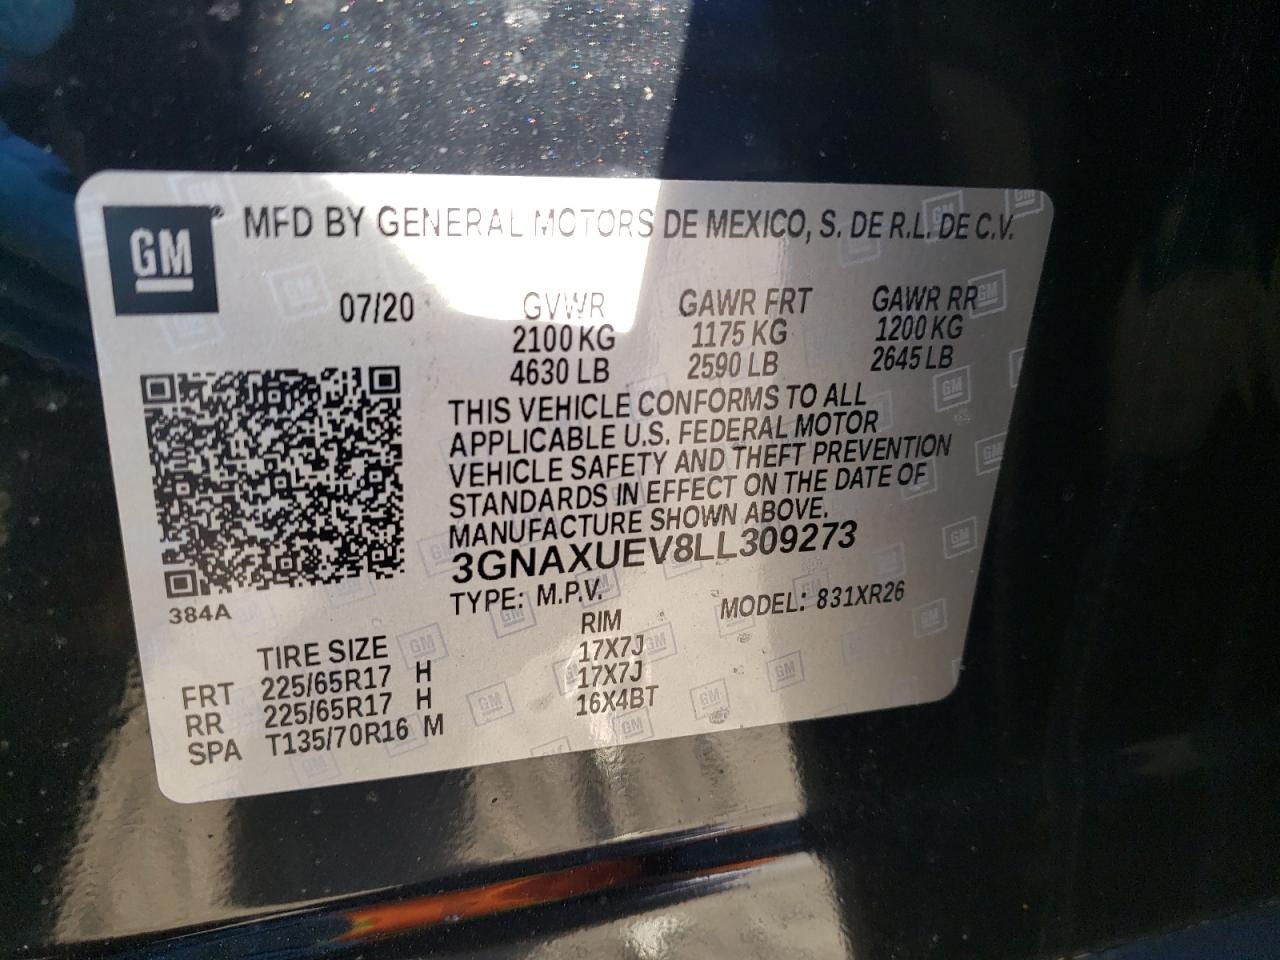 GM® MFD BY GENERAL MOTORS DE MEXICO, S. DE R.L. DE C.V.
07/20 GVWR GAWR FRT GAWR RR
2100 KG 1175 KG 1200 KG
4630 LB 2590 LB 2645 LB
THIS VEHICLE CONFORMS TO ALL
APPLICABLE U.S. FEDERAL MOTOR
VEHICLE SAFETY AND THEFT PREVENTION
STANDARDS IN EFFECT ON THE DATE OF
MANUFACTURE SHOWN ABOVE.
3GNAXUEV8LL309273
TYPE: M.P.V. MODEL: 831XR26
384A
TIRE SIZE RIM
FRT 225/65R17 H 17X7J
RR 225/65R17 H 17X7J
SPA T135/70R16 M 16X4BT